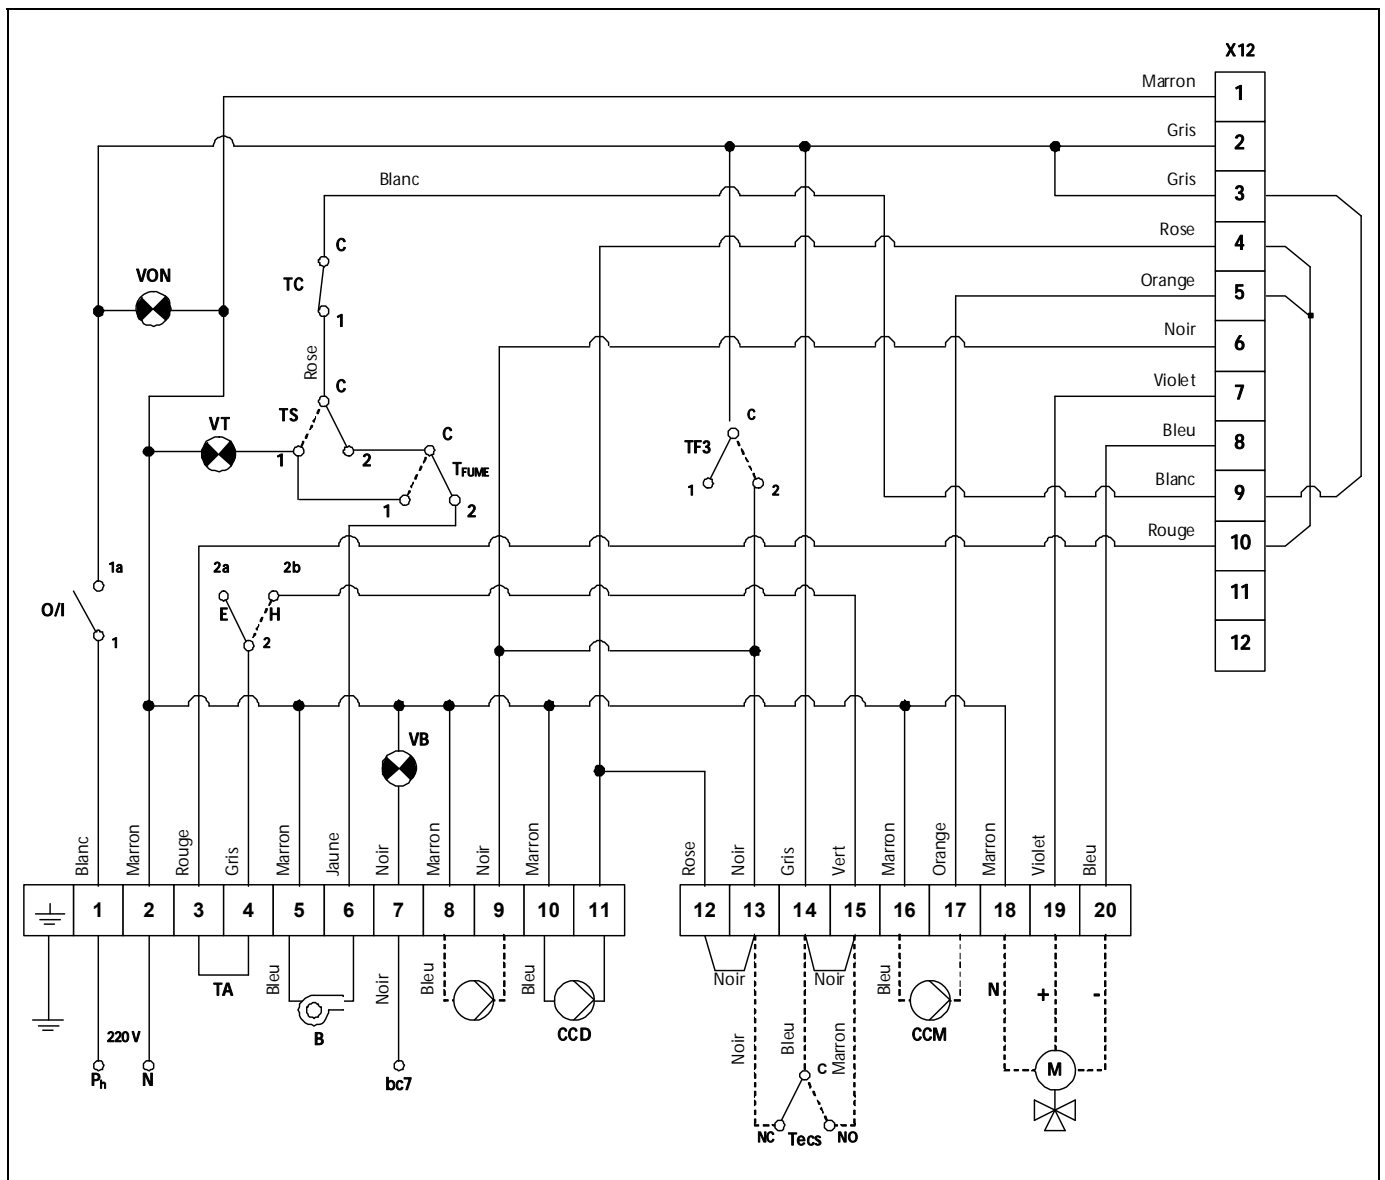 X12
Marron
1
Gris
2
Gris
3
Blanc
Rose
4
Orange
5
Noir
6
Violet
7
Bleu
8
Blanc
9
Rouge
10
11
12
VON
C
TC
1
Rose
C
TS
VT
1
2
C
TFUME
1
2
C
TF3
1
2
1a
O/I
1
2a
2b
E
H
2
VB
Blanc
Marron
Rouge
Gris
Marron
Jaune
Noir
Marron
Noir
Marron
Rose
Noir
Gris
Vert
Marron
Orange
Marron
Violet
Bleu
1 2 3 4 5 6 7 8 9 10 11
12 13 14 15 16 17 18 19 20
TA
Bleu
B
Noir
Bleu
Bleu
CCD
Noir
Noir
Bleu
CCM
N
+
-
220 V
Ph
N
bc7
Noir
Bleu
Marron
C
NC
Tecs
NO
M